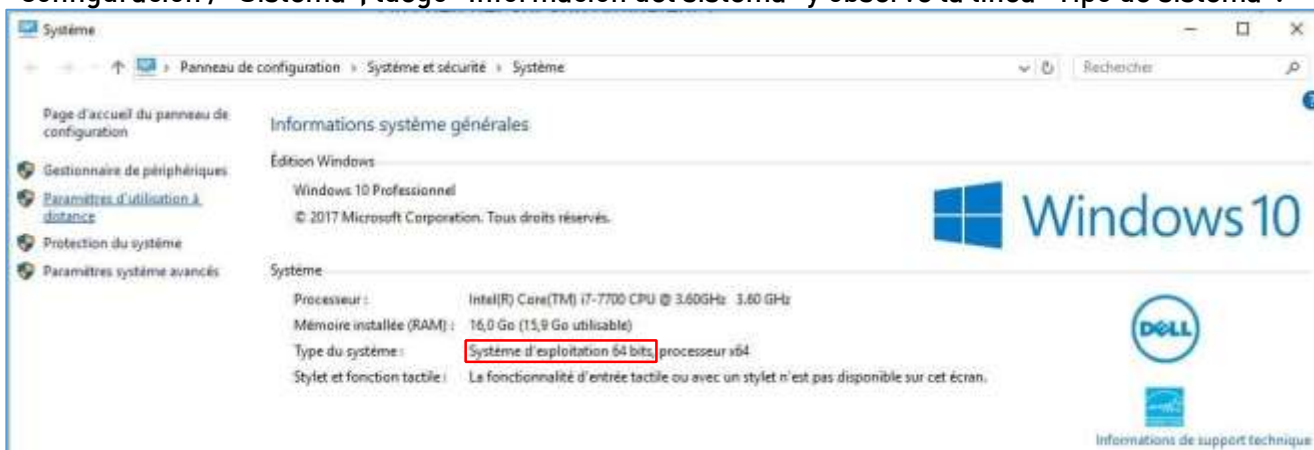 "Configuración / "Sistema", luego "Información del sistema" y observe la línea "Tipo de sistema".
Système
Panneau de configuration › Système et sécurité › Système
Rechercher
Page d'accueil du panneau de
configuration
Gestionnaire de périphériques
Paramètres d'utilisation à
distance
Protection du système
Paramètres système avancés
Informations système générales
Édition Windows
Windows 10 Professionnel
© 2017 Microsoft Corporation. Tous droits réservés.
Windows 10
Système
Processeur :
Intel(R) Core(TM) i7-7700 CPU @ 3.60GHz 3.60 GHz
Mémoire installée (RAM) :
16,0 Go (15,9 Go utilisable)
Type du système :
Système d'exploitation 64 bits, processeur x64
Stylet et fonction tactile :
La fonctionnalité d'entrée tactile ou avec un stylet n'est pas disponible sur cet écran.
DELL
Informations de support technique